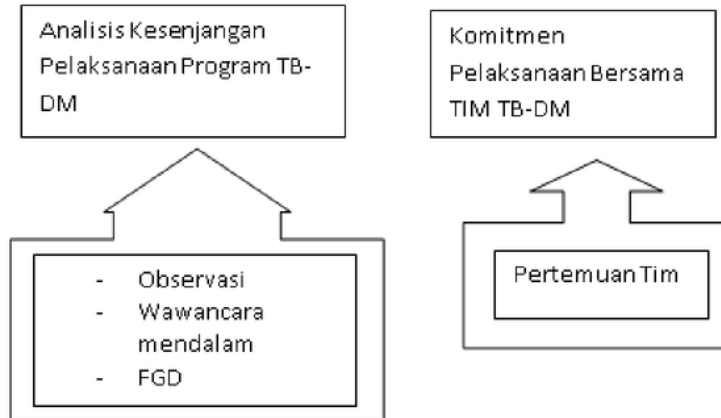 Analisis Kesenjangan
Pelaksanaan Program TB-
DM
Komitmen
Pelaksanaan Bersama
TIM TB-DM
- Observasi
- Wawancara
mendalam
- FGD
Pertemuan Tim